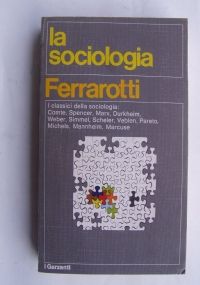 la
sociologia
Ferrarotti
I classici della sociologia:
Comte, Spencer, Marx, Durkheim,
Weber, Simmel, Scheler, Veblen, Pareto,
Michels, Mannheim, Marcuse
i Garzanti